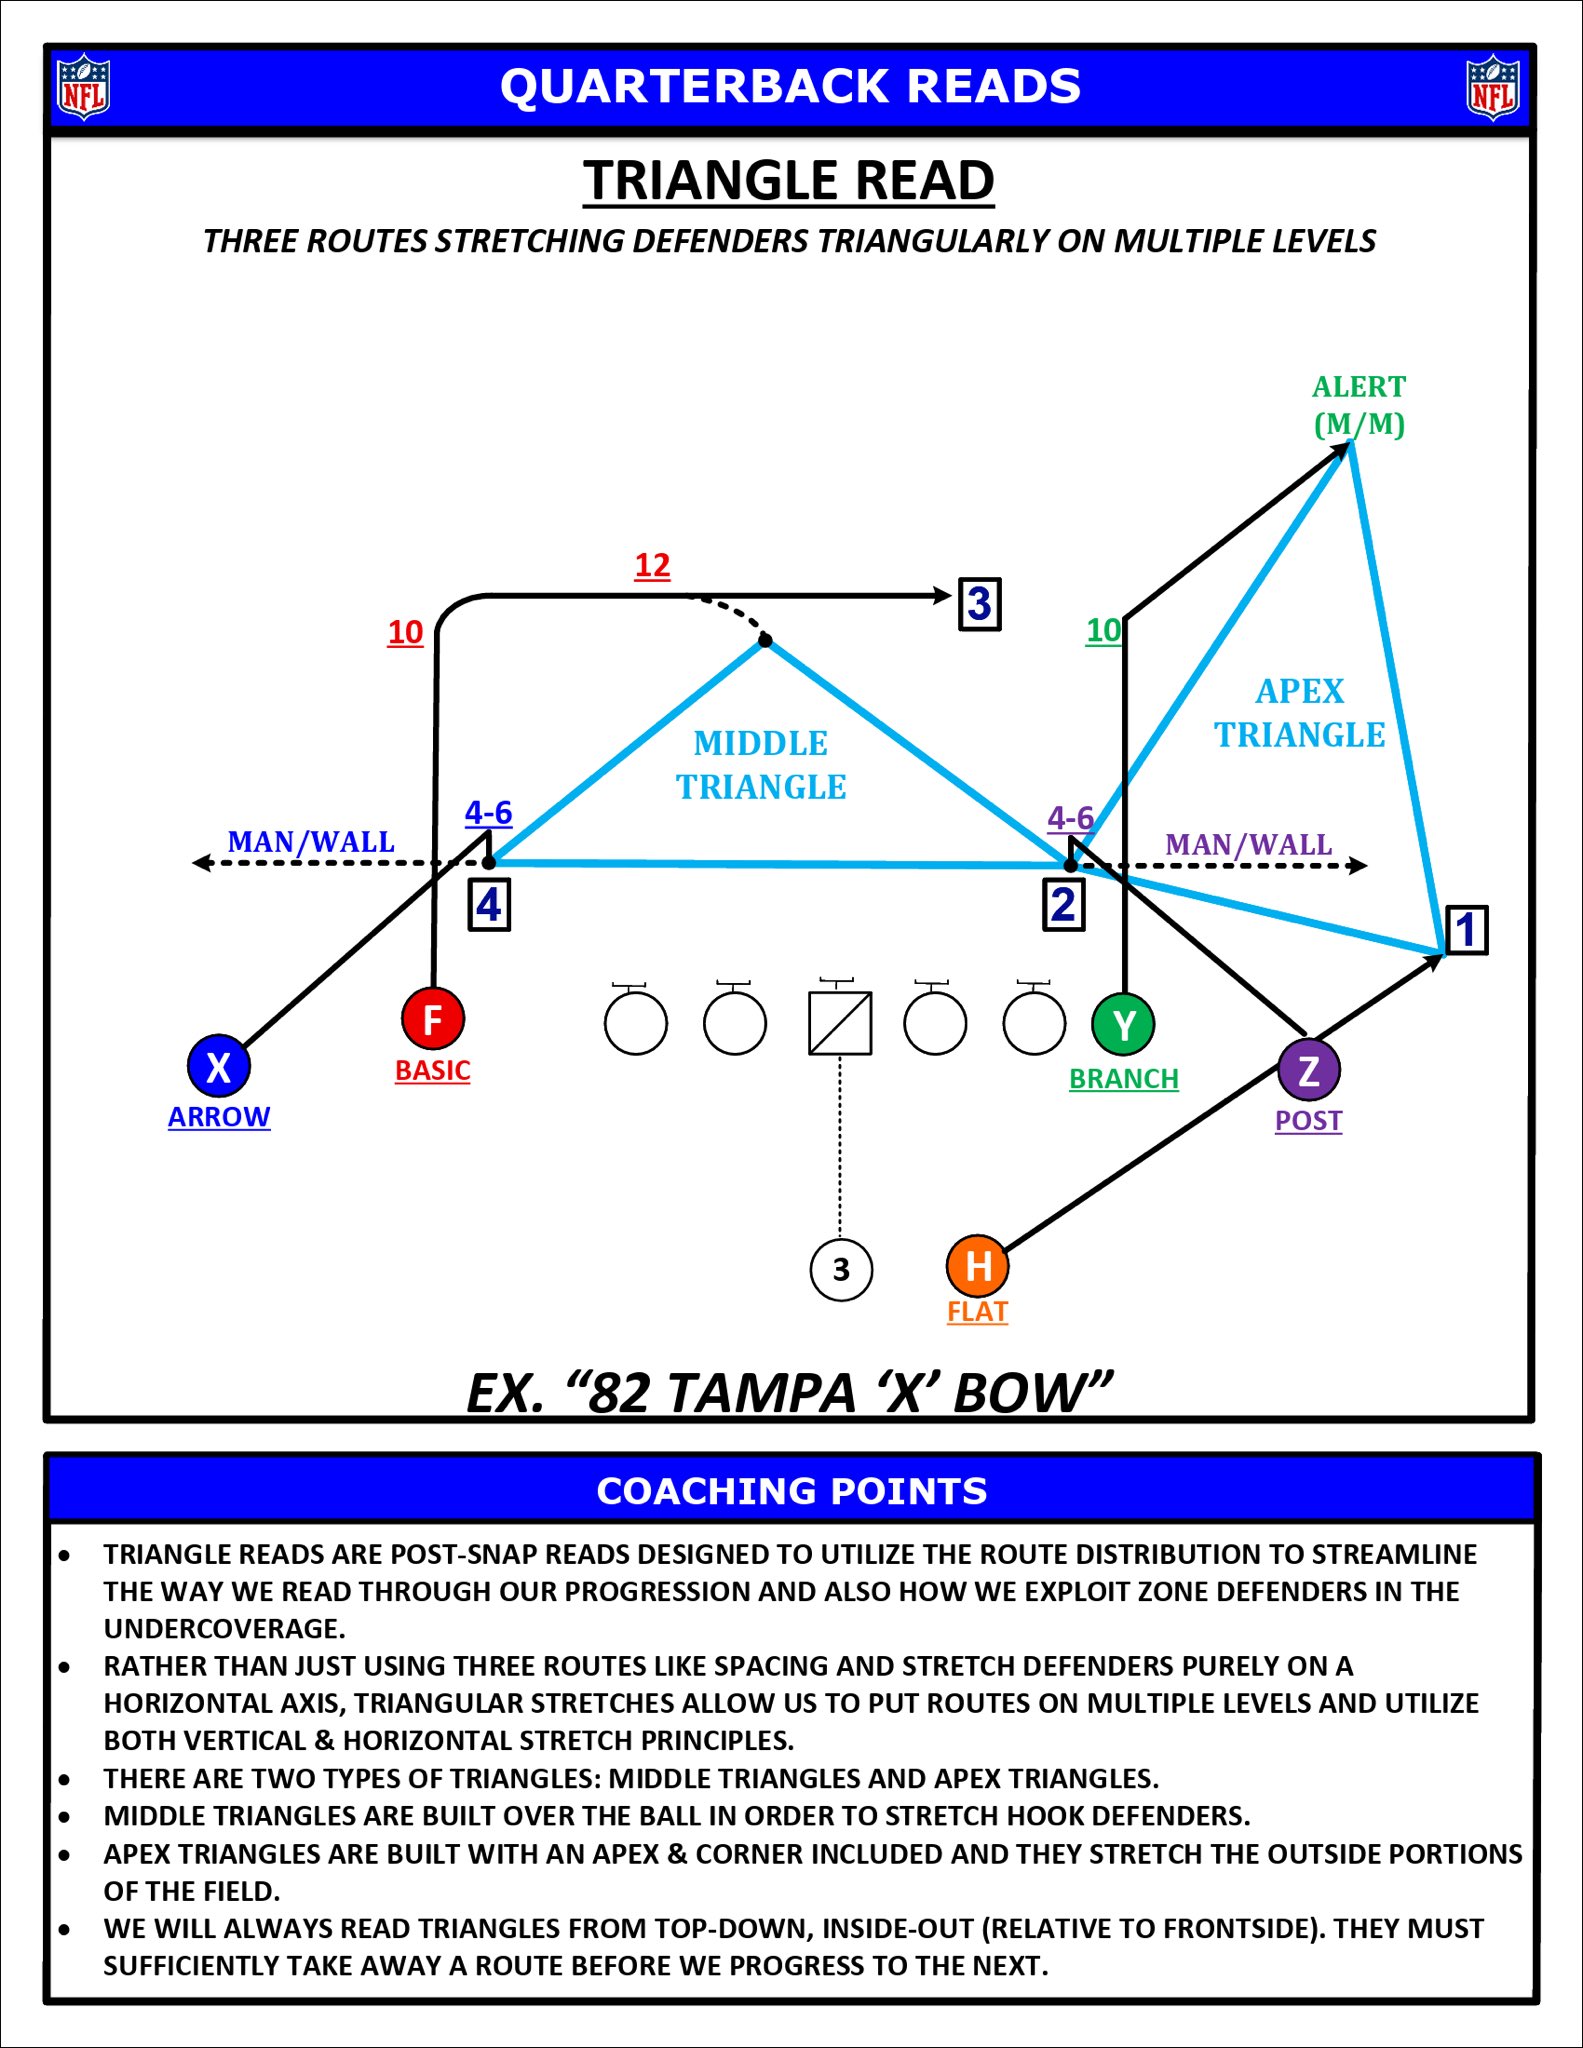 NFL
QUARTERBACK READS
NFL
TRIANGLE READ
THREE ROUTES STRETCHING DEFENDERS TRIANGULARLY ON MULTIPLE LEVELS
ALERT
(M/M)
12
3
10
10
APEX
TRIANGLE
MIDDLE
TRIANGLE
4-6
4-6
MAN/WALL
MAN/WALL
4
2
1
F
Y
X
Z
BASIC
BRANCH
ARROW
POST
3
H
FLAT
EX. “82 TAMPA ‘X’ BOW”
COACHING POINTS
• TRIANGLE READS ARE POST-SNAP READS DESIGNED TO UTILIZE THE ROUTE DISTRIBUTION TO STREAMLINE
THE WAY WE READ THROUGH OUR PROGRESSION AND ALSO HOW WE EXPLOIT ZONE DEFENDERS IN THE
UNDERCOVERAGE.
• RATHER THAN JUST USING THREE ROUTES LIKE SPACING AND STRETCH DEFENDERS PURELY ON A
HORIZONTAL AXIS, TRIANGULAR STRETCHES ALLOW US TO PUT ROUTES ON MULTIPLE LEVELS AND UTILIZE
BOTH VERTICAL & HORIZONTAL STRETCH PRINCIPLES.
• THERE ARE TWO TYPES OF TRIANGLES: MIDDLE TRIANGLES AND APEX TRIANGLES.
• MIDDLE TRIANGLES ARE BUILT OVER THE BALL IN ORDER TO STRETCH HOOK DEFENDERS.
• APEX TRIANGLES ARE BUILT WITH AN APEX & CORNER INCLUDED AND THEY STRETCH THE OUTSIDE PORTIONS
OF THE FIELD.
• WE WILL ALWAYS READ TRIANGLES FROM TOP-DOWN, INSIDE-OUT (RELATIVE TO FRONTSIDE). THEY MUST
SUFFICIENTLY TAKE AWAY A ROUTE BEFORE WE PROGRESS TO THE NEXT.